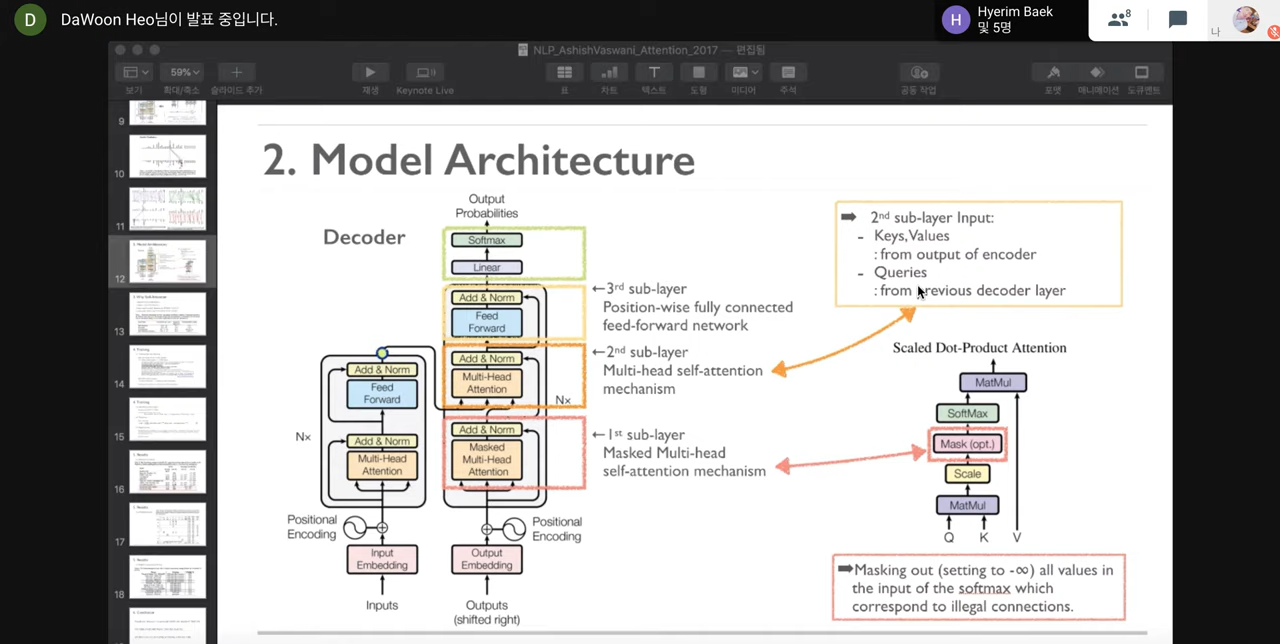 D
DaWoon Heo님이 발표 중입니다.
H
Hyerim Baek
및 5명
8
나
NLP_AshishVaswani_Attention_2017 — 편집됨
59%
보기
확대/축소
슬라이드 추가
재생
Keynote Live
표
차트
텍스트
도형
미디어
주석
공동 작업
포맷
애니메이션
도큐멘트
9
10
11
12
13
14
15
16
17
18
2. Model Architecture
Decoder
Output
Probabilities
Softmax
Linear
Add & Norm
Feed
Forward
Add & Norm
Multi-Head
Attention
Nx
Add & Norm
Masked
Multi-Head
Attention
Add & Norm
Feed
Forward
Nx
Add & Norm
Multi-Head
Attention
Positional
Encoding
Positional
Encoding
Input
Embedding
Output
Embedding
Inputs
Outputs
(shifted right)
←3rd sub-layer
Position-wise fully connected
feed-forward network
←2nd sub-layer
Multi-head self-attention
mechanism
←1st sub-layer
Masked Multi-head
self-attention mechanism
➡ 2nd sub-layer Input:
- Keys, Values
: from output of encoder
- Queries
: from previous decoder layer
Scaled Dot-Product Attention
MatMul
SoftMax
Mask (opt.)
Scale
MatMul
Q K V
➡Masking out (setting to -∞) all values in
the input of the softmax which
correspond to illegal connections.